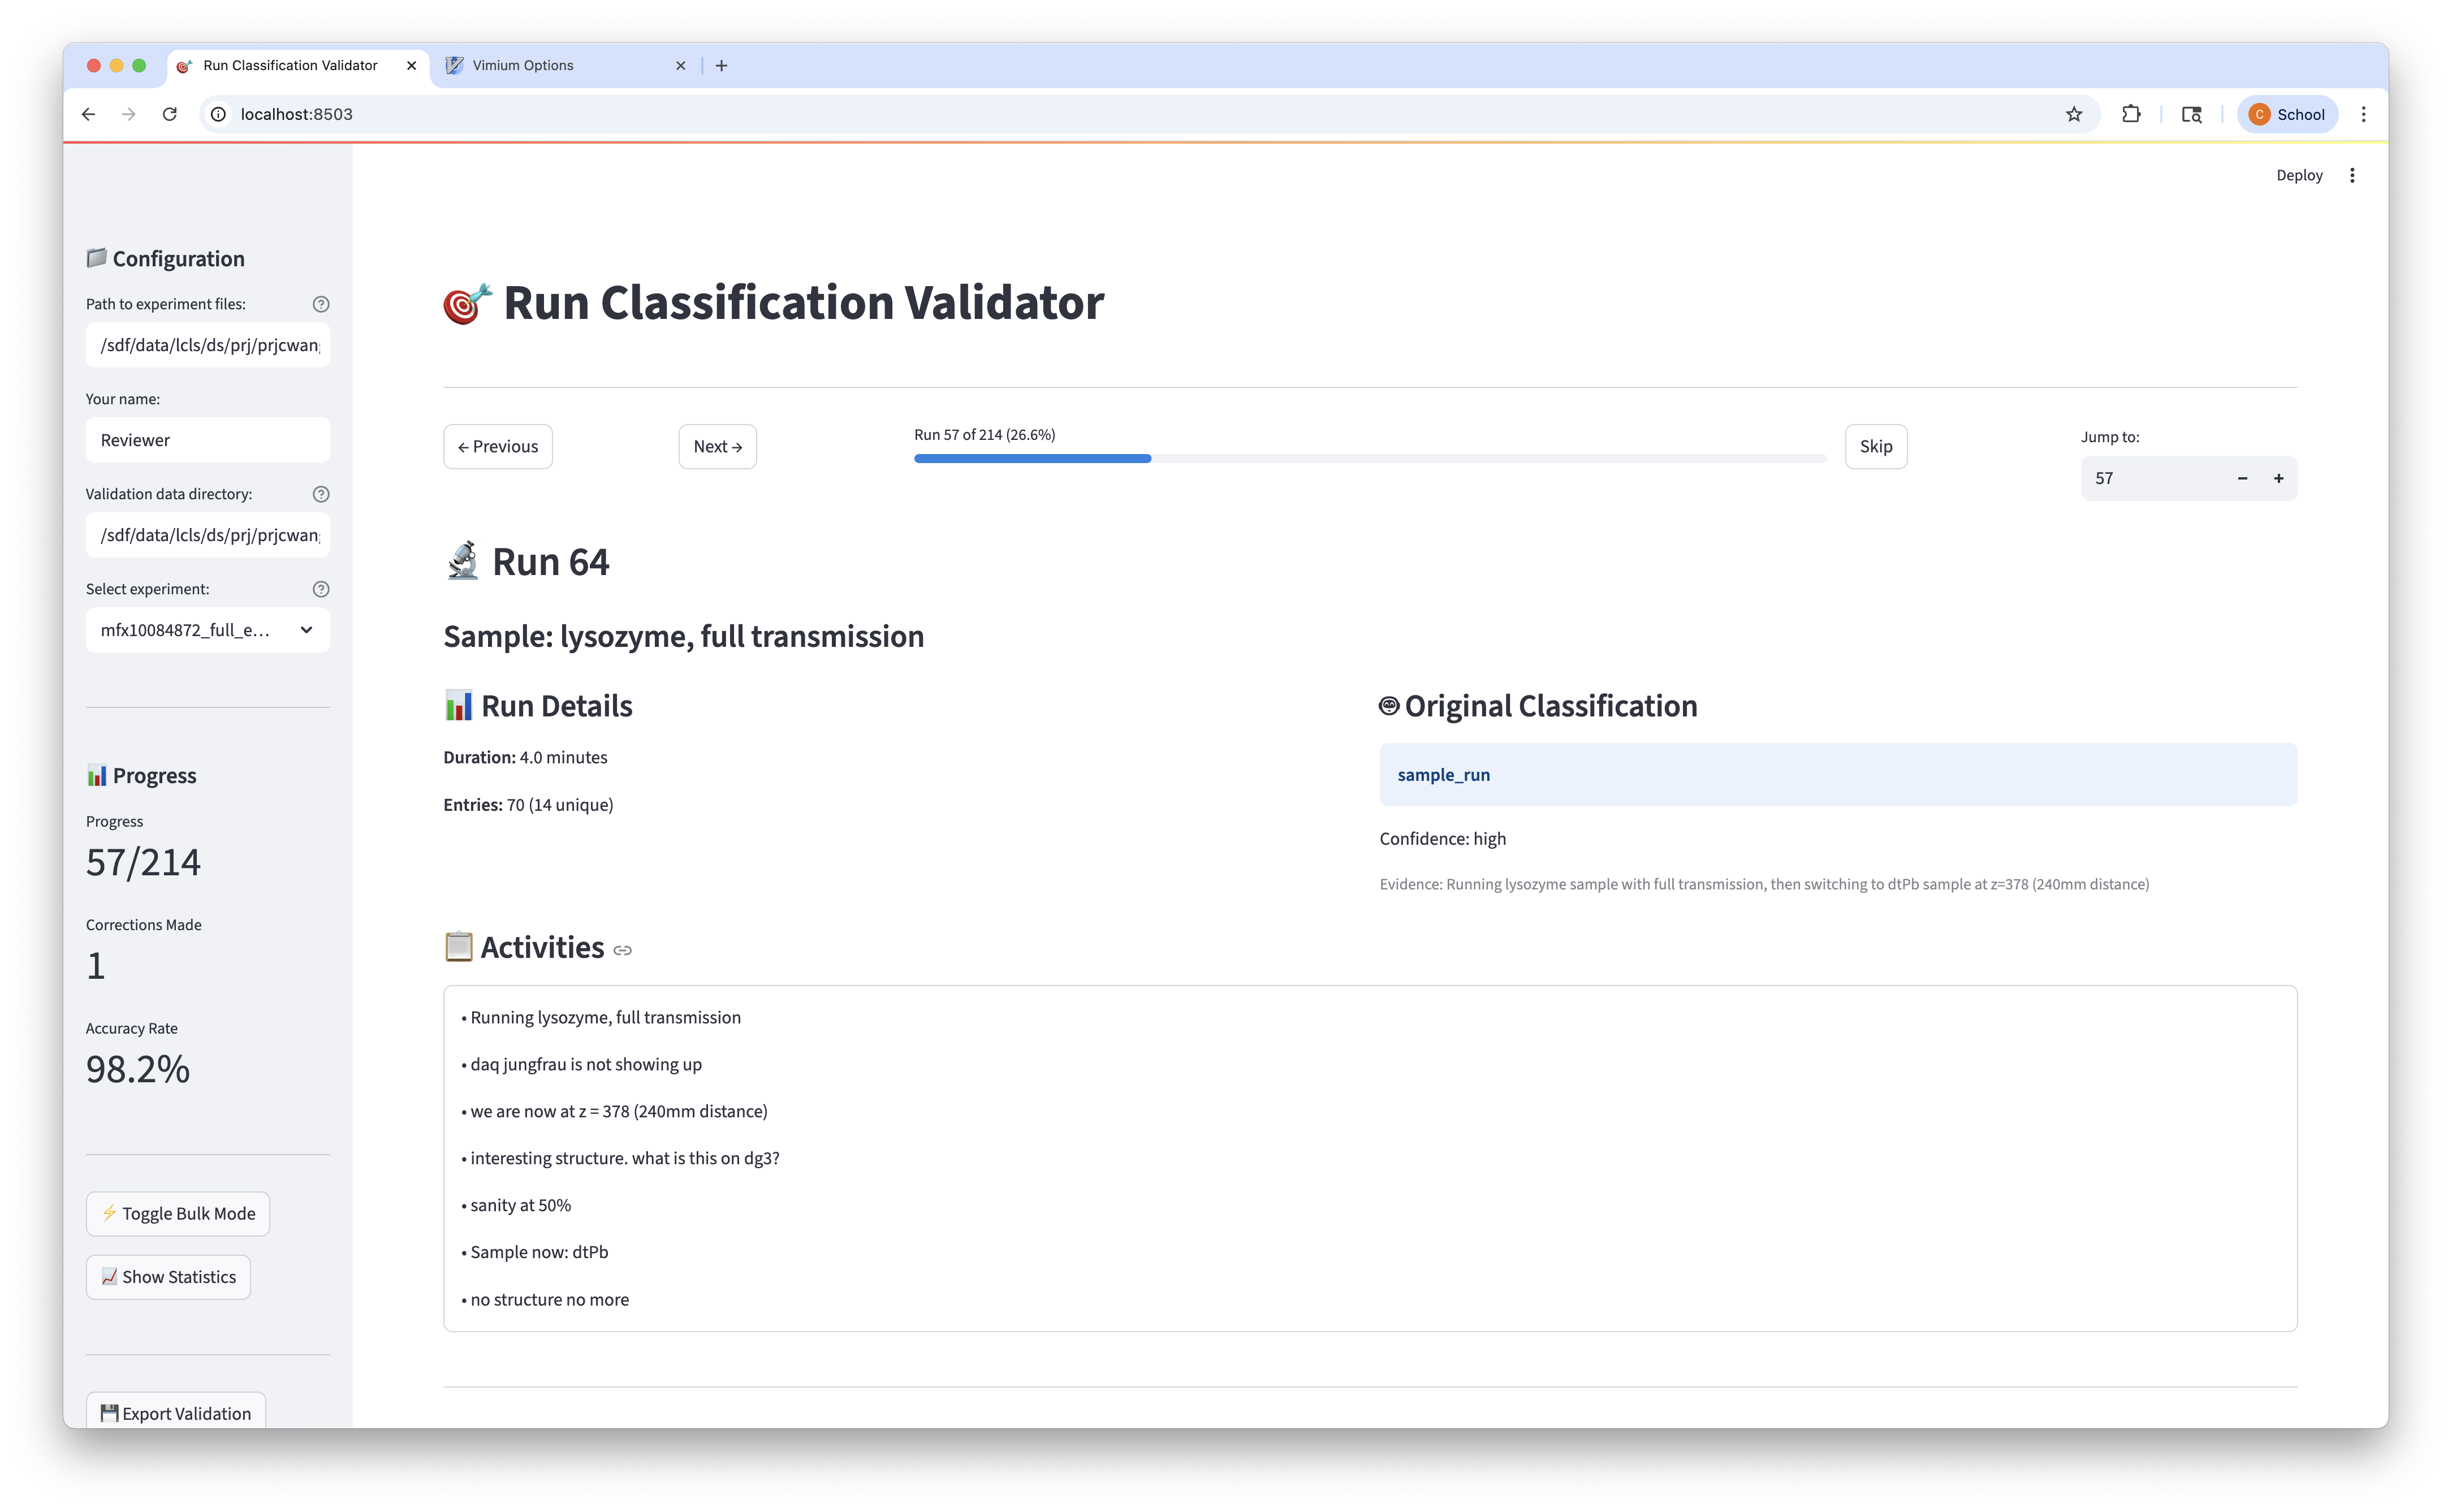 Run Classification Validator
Vimium Options
localhost:8503
C School
Deploy
Configuration
Path to experiment files:
/sdf/data/lcls/ds/prj/prjcwan
Your name:
Reviewer
Validation data directory:
/sdf/data/lcls/ds/prj/prjcwan
Select experiment:
mfx10084872_full_e...
Progress
Progress
57/214
Corrections Made
1
Accuracy Rate
98.2%
⚡ Toggle Bulk Mode
Show Statistics
Export Validation
Run Classification Validator
← Previous
Next →
Run 57 of 214 (26.6%)
Skip
Jump to:
57 − +
Run 64
Sample: lysozyme, full transmission
Run Details
Duration: 4.0 minutes
Entries: 70 (14 unique)
Original Classification
sample_run
Confidence: high
Evidence: Running lysozyme sample with full transmission, then switching to dtPb sample at z=378 (240mm distance)
Activities
• Running lysozyme, full transmission
• daq jungfrau is not showing up
• we are now at z = 378 (240mm distance)
• interesting structure. what is this on dg3?
• sanity at 50%
• Sample now: dtPb
• no structure no more